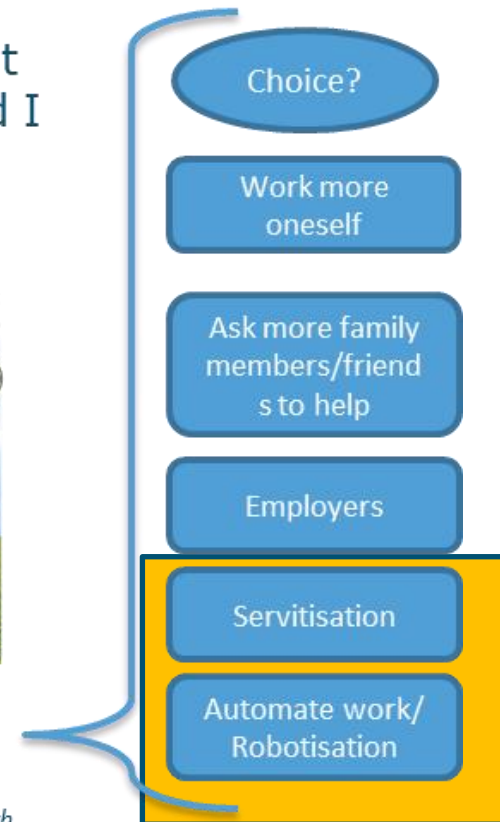 t
d I
Choice?
Work more
oneself
Ask more family
members/friend
s to help
Employers
Servitisation
Automate work/
Robotisation